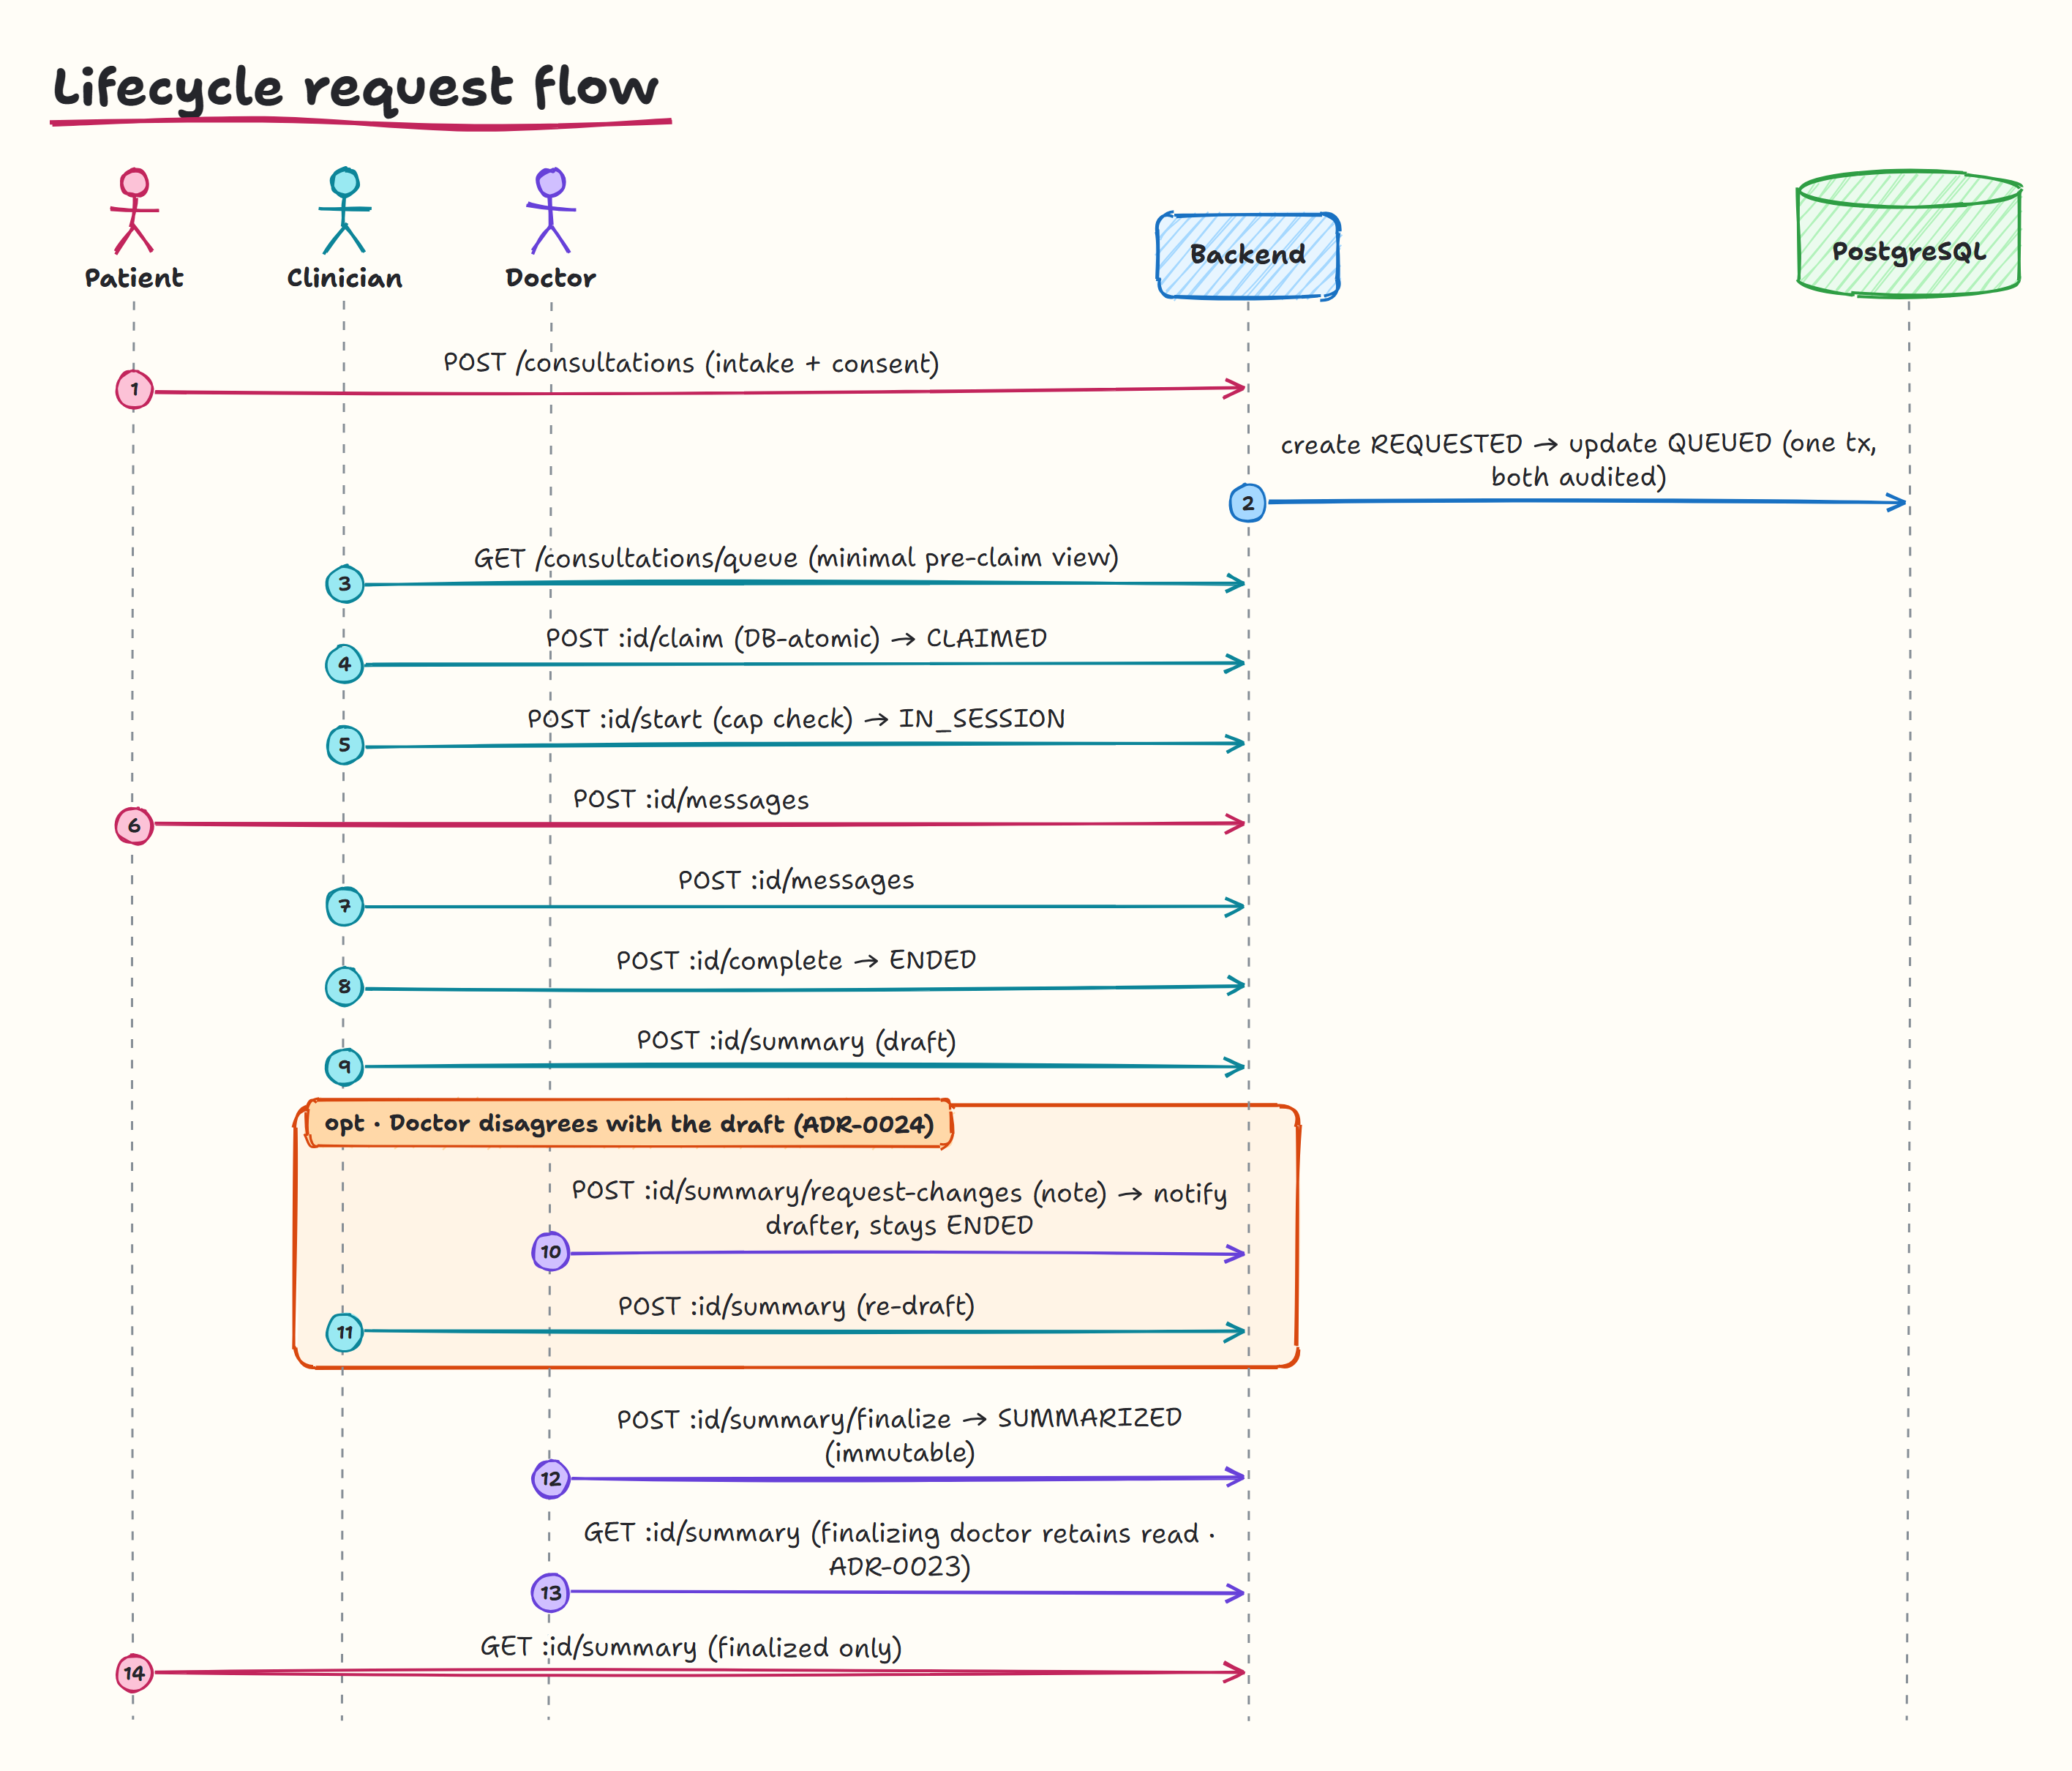 Lifecycle request flow
Patient
Clinician
Doctor
Backend
PostgreSQL
POST /consultations (intake + consent)
1
create REQUESTED → update QUEUED (one tx,
both audited)
2
GET /consultations/queue (minimal pre-claim view)
3
POST :id/claim (DB-atomic) → CLAIMED
4
POST :id/start (cap check) → IN_SESSION
5
POST :id/messages
6
POST :id/messages
7
POST :id/complete → ENDED
8
POST :id/summary (draft)
9
opt · Doctor disagrees with the draft (ADR-0024)
POST :id/summary/request-changes (note) → notify
drafter, stays ENDED
10
POST :id/summary (re-draft)
11
POST :id/summary/finalize → SUMMARIZED
(immutable)
12
GET :id/summary (finalizing doctor retains read ·
ADR-0023)
13
GET :id/summary (finalized only)
14